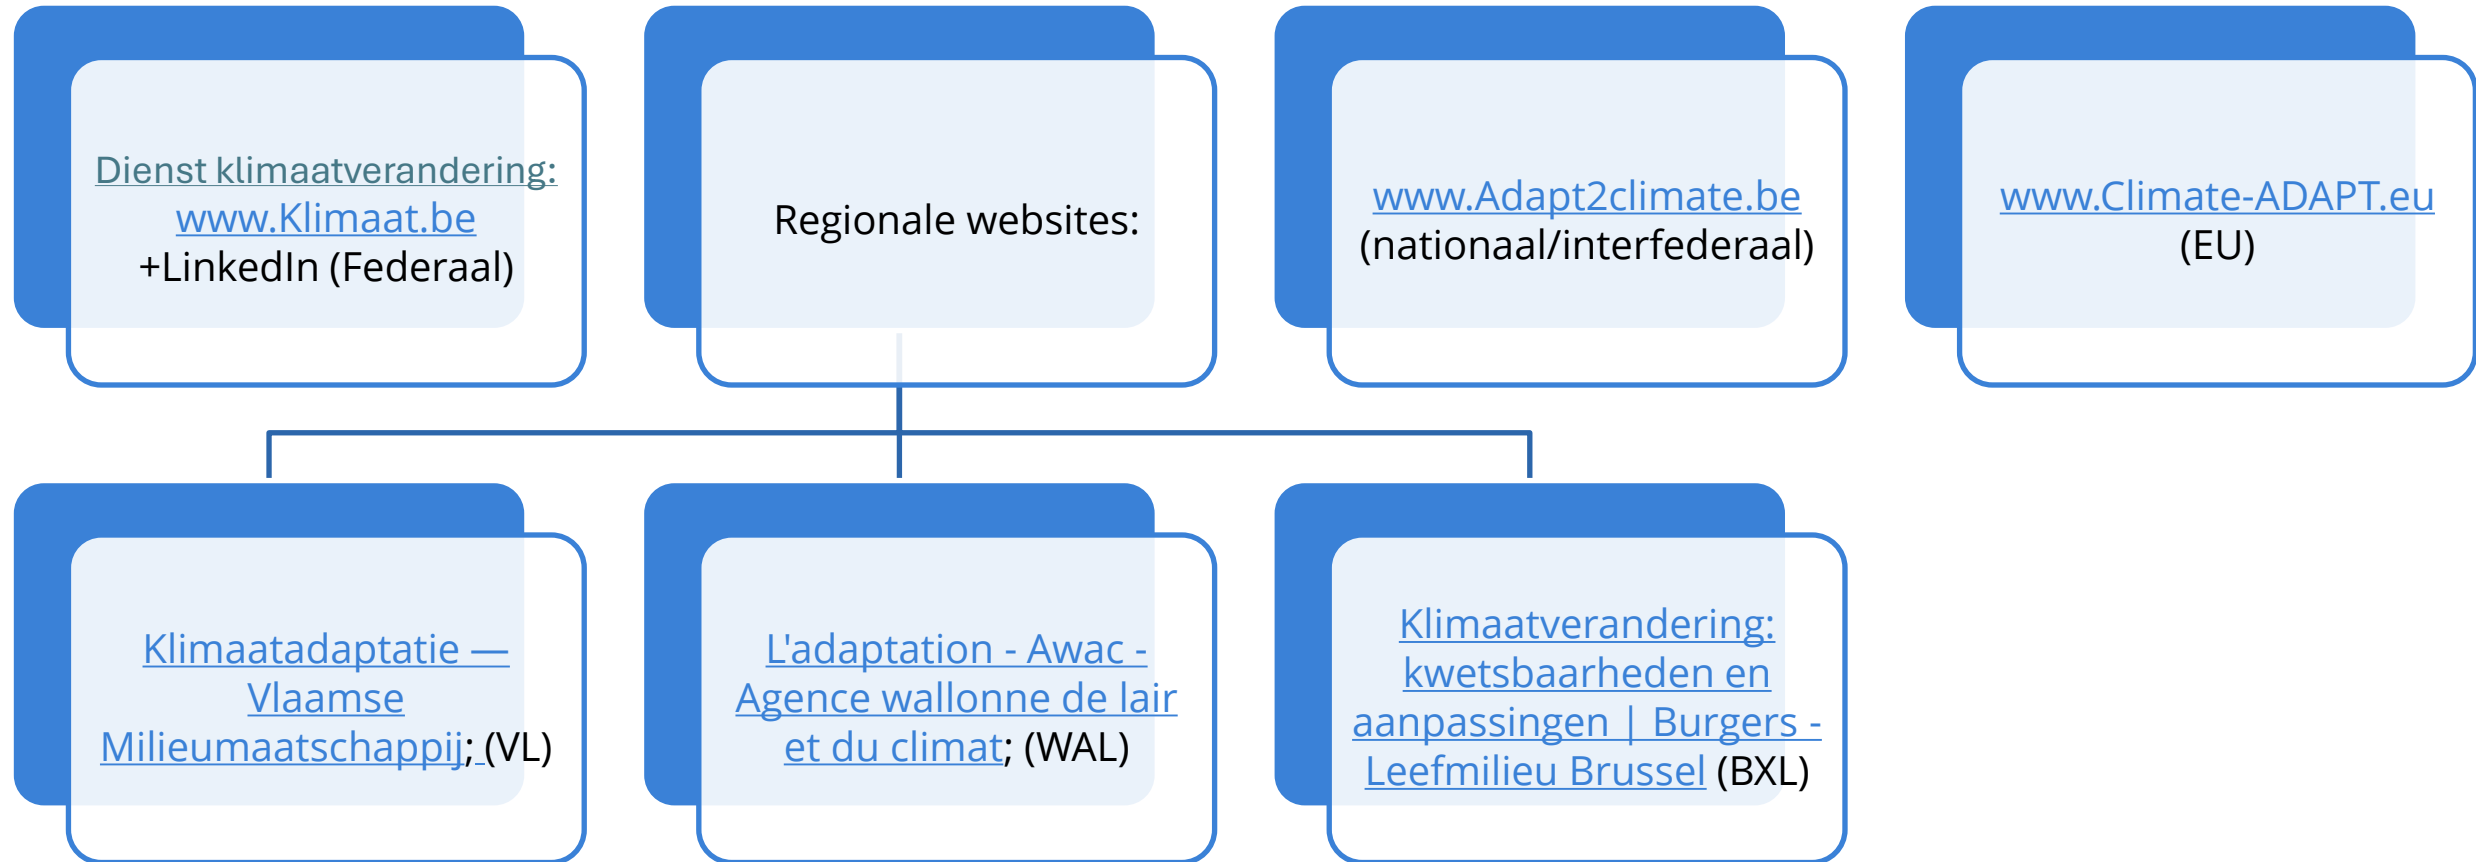 Dienst klimaatverandering:
www.Klimaat.be
+LinkedIn (Federaal)
Regionale websites:
www.Adapt2climate.be
(nationaal/interfederaal)
www.Climate-ADAPT.eu
(EU)
Klimaatadaptatie —
Vlaamse
Milieumaatschappij; (VL)
L'adaptation - Awac -
Agence wallonne de lair
et du climat; (WAL)
Klimaatverandering:
kwetsbaarheden en
aanpassingen | Burgers -
Leefmilieu Brussel (BXL)